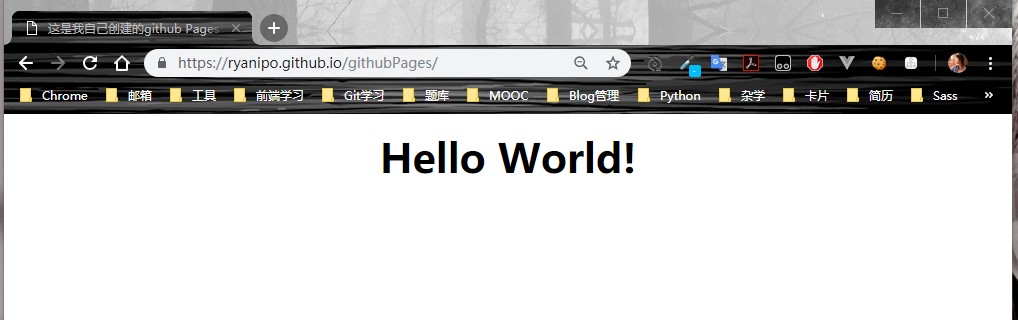 这是我自己创建的github Pages
https://ryanipo.github.io/githubPages/
Chrome 邮箱 工具 前端学习 Git学习 题库 MOOC Blog管理 Python 杂学 卡片 简历 Sass »
Hello World!